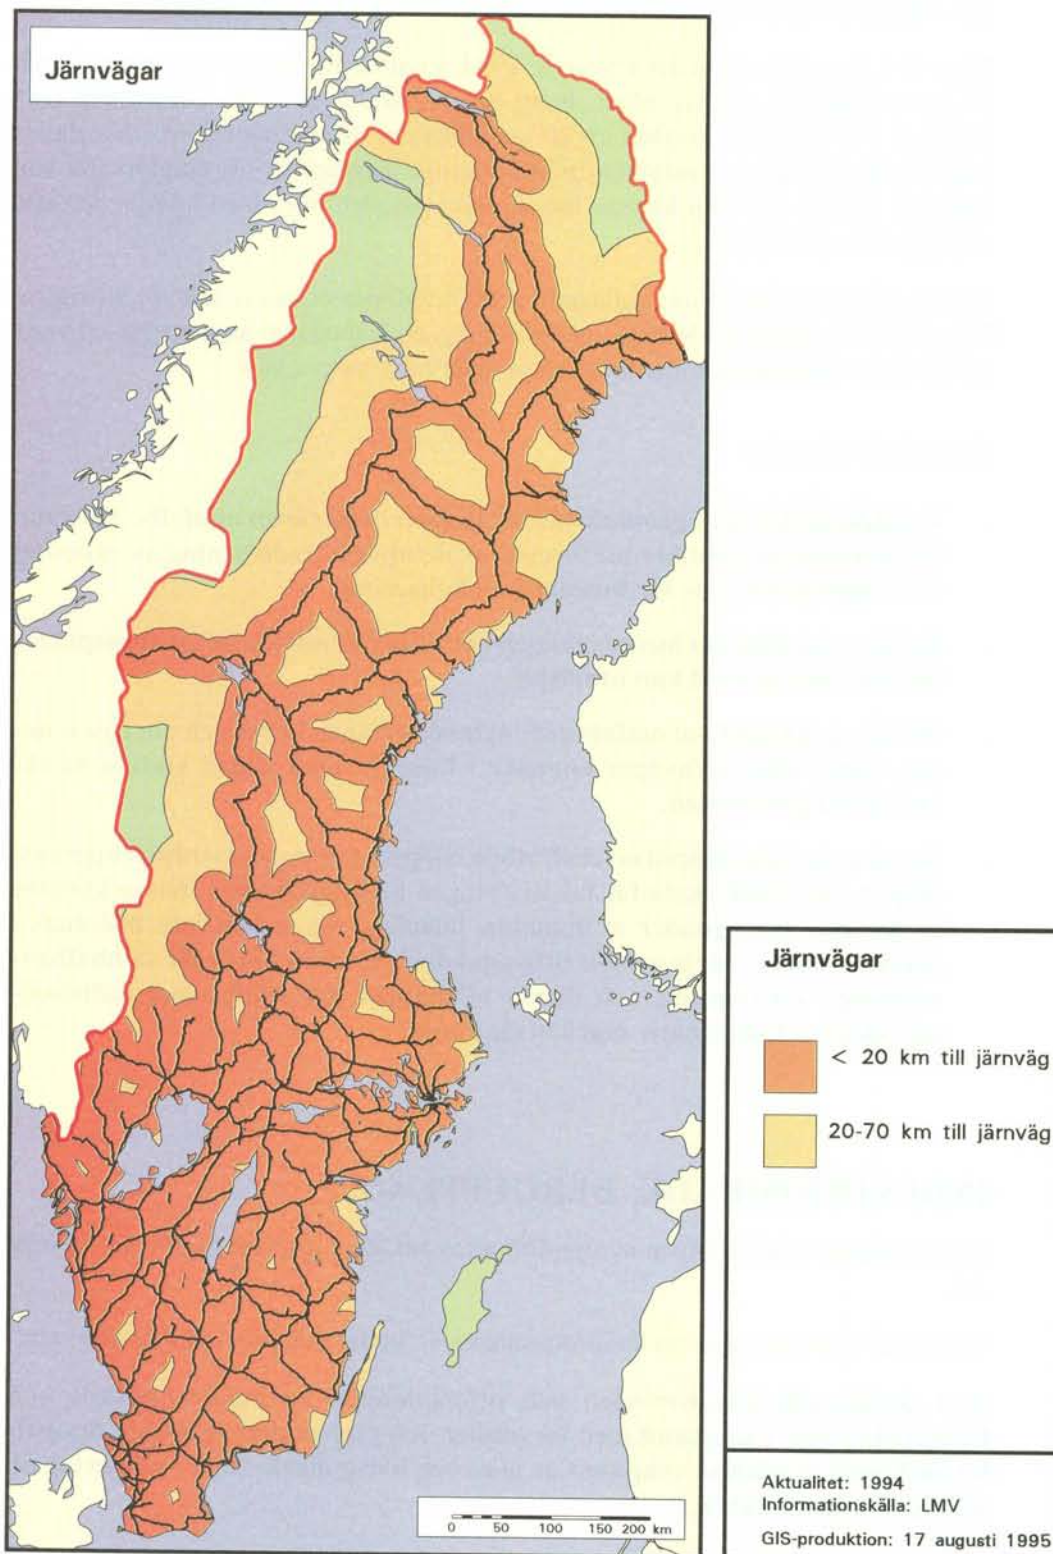 Järnvägar
0 50 100 150 200 km
Järnvägar
< 20 km till järnväg
20-70 km till järnväg
Aktualitet: 1994
Informationskälla: LMV
GIS-produktion: 17 augusti 1995